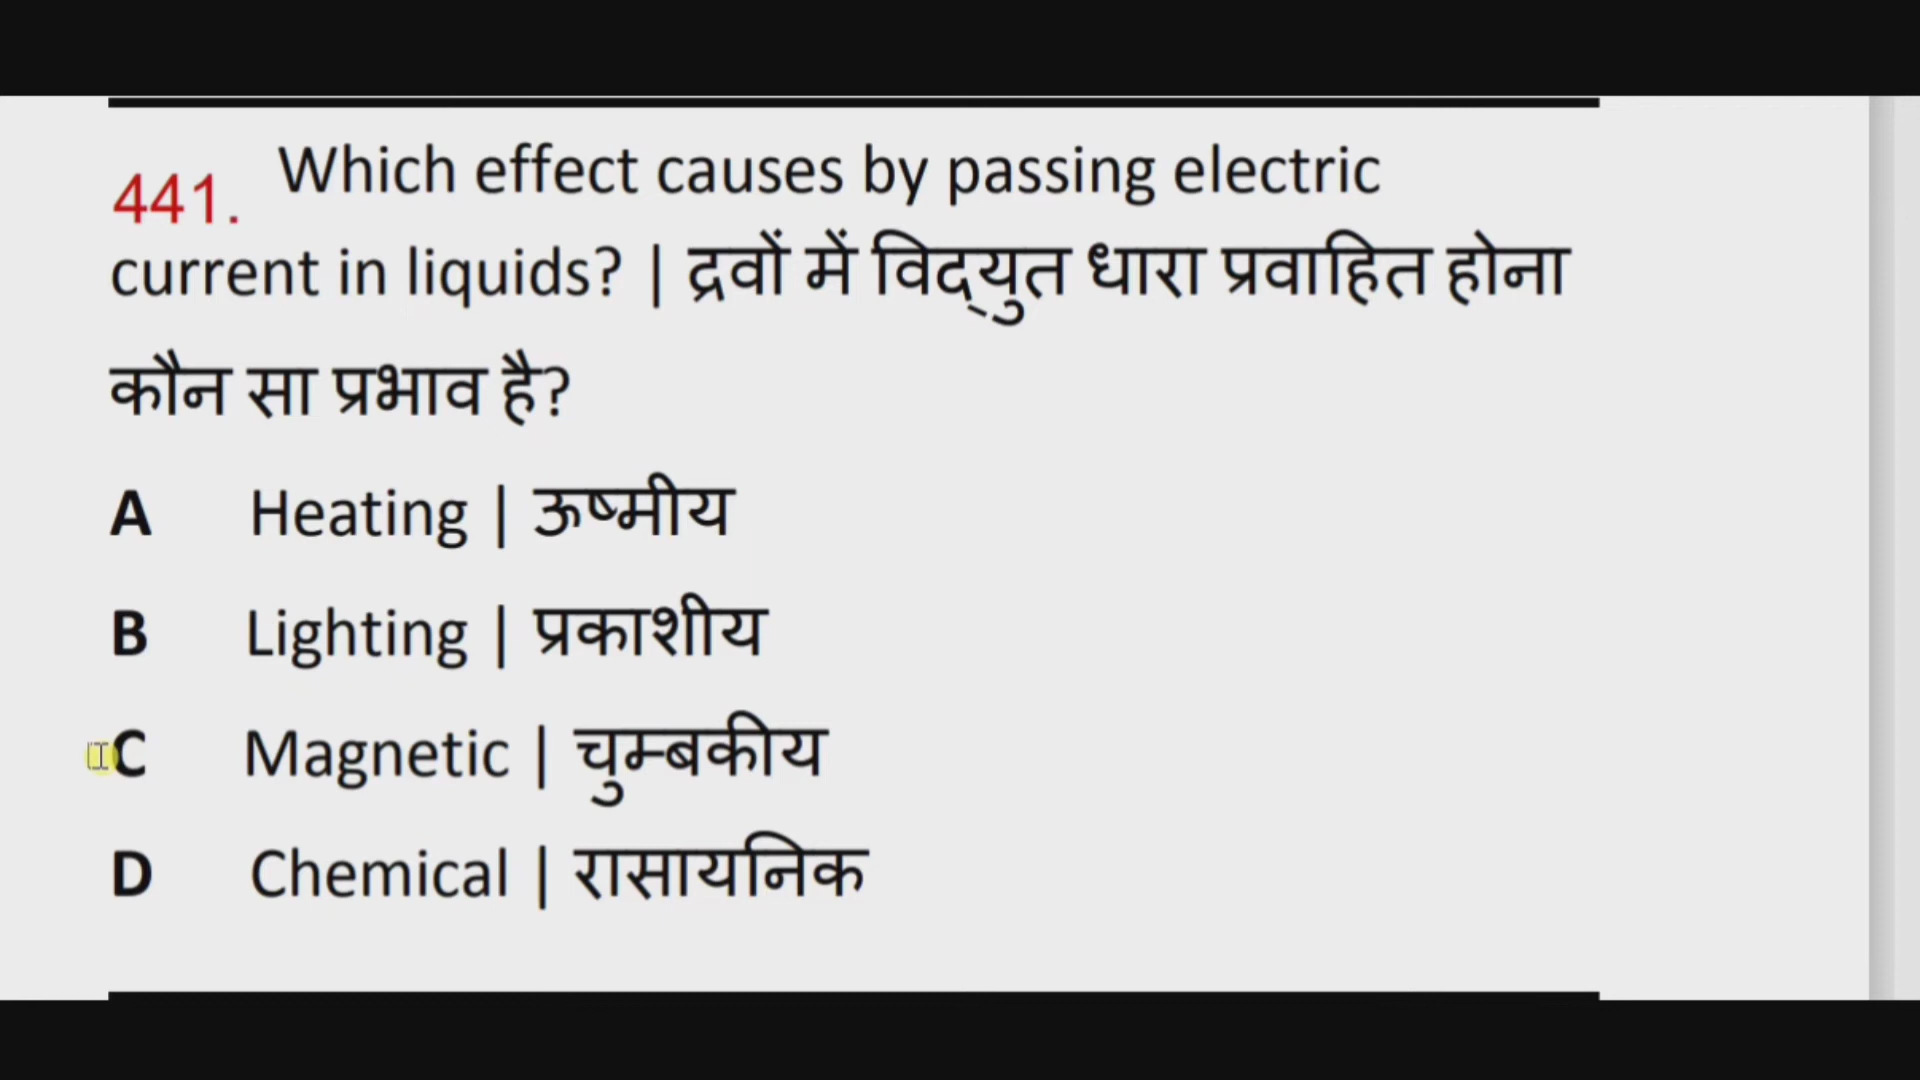 441. Which effect causes by passing electric
current in liquids? | द्रवों में विद्‌युत धारा प्रवाहित होना
कौन सा प्रभाव है?
A Heating | ऊष्मीय
B Lighting | प्रकाशीय
C Magnetic | चुम्बकीय
D Chemical | रासायनिक